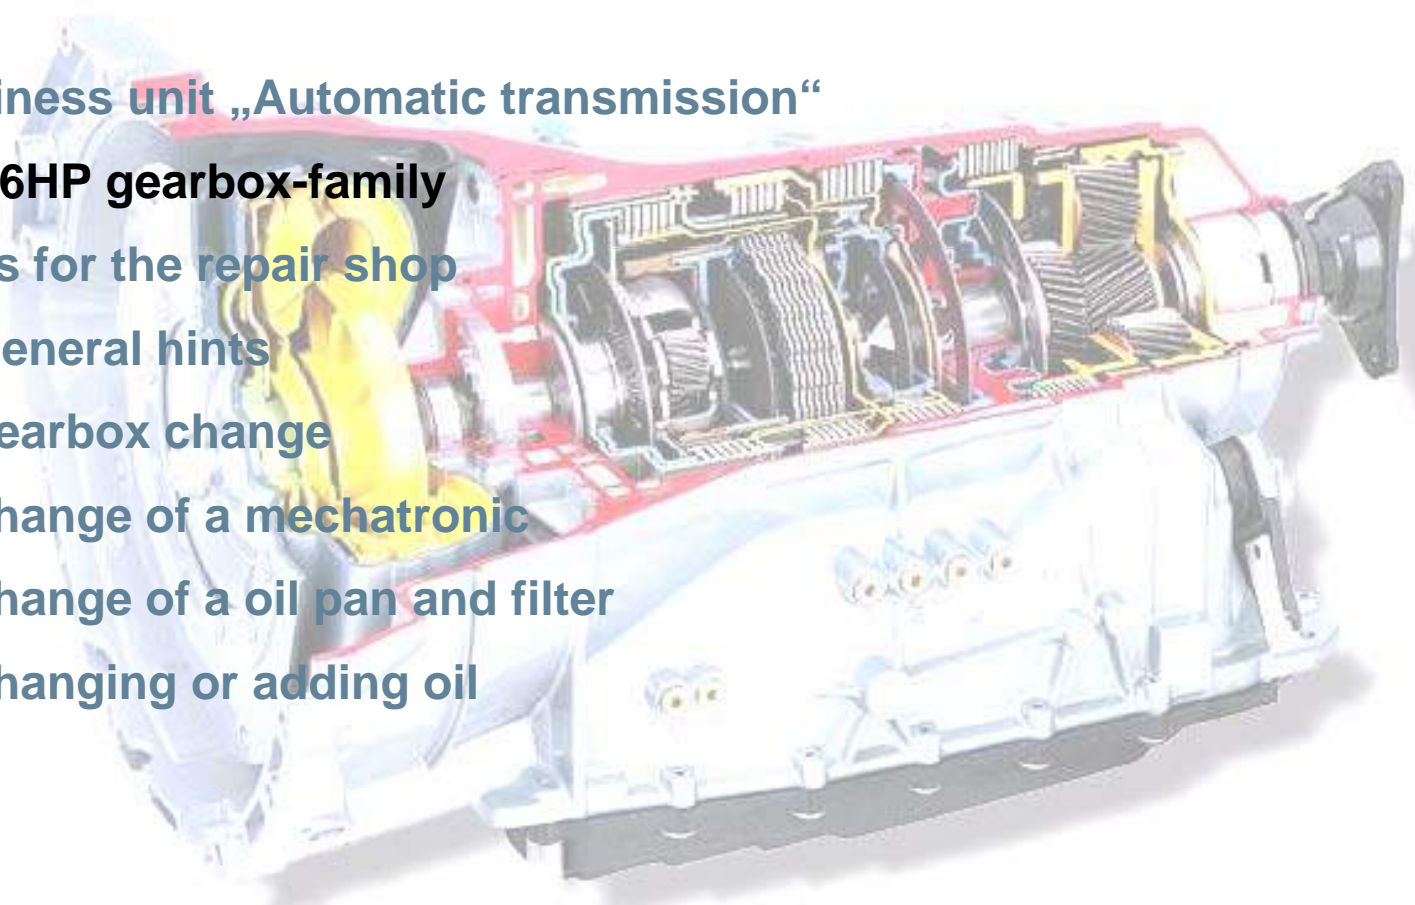 iness unit „Automatic transmission“
6HP gearbox-family
s for the repair shop
eneral hints
earbox change
hange of a mechatronic
hange of a oil pan and filter
hanging or adding oil